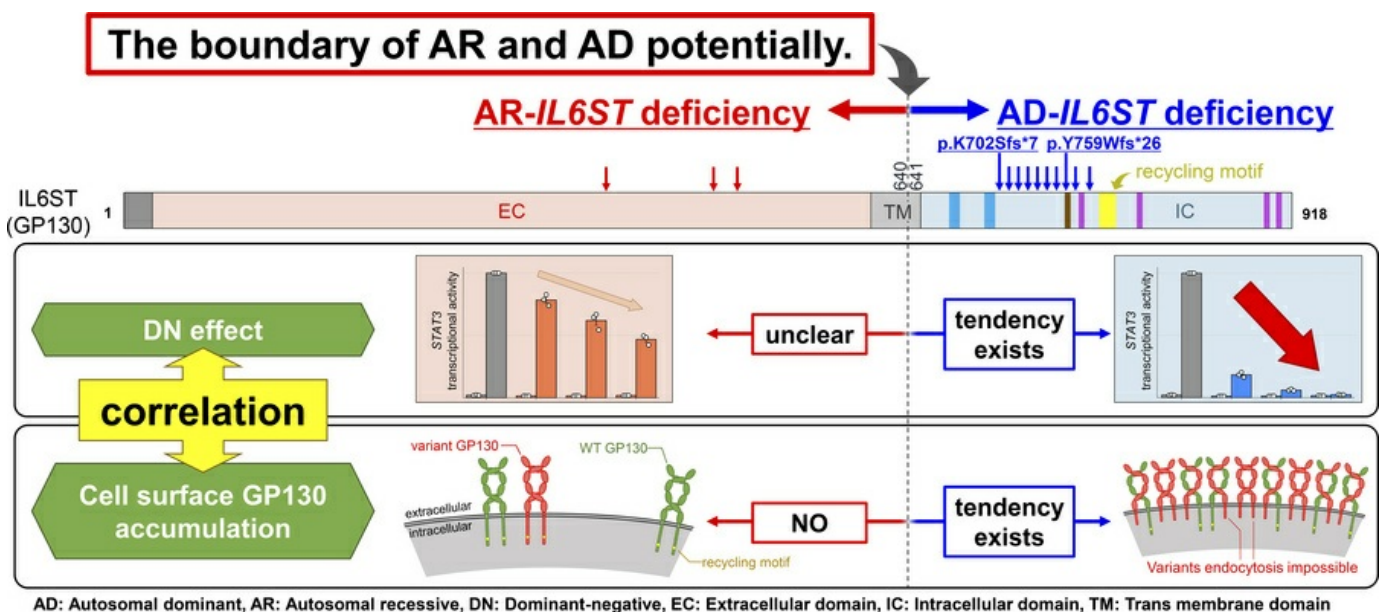 The boundary of AR and AD potentially.
AR-IL6ST deficiency
AD-IL6ST deficiency
p.K702Sfs*7 p.Y759Wfs*26
recycling motif
640
641
IL6ST
(GP130)
1
EC
TM
IC
918
DN effect
STAT3
transcriptional activity
unclear
tendency
exists
STAT3
transcriptional activity
correlation
Cell surface GP130
accumulation
variant GP130
WT GP130
extracellular
intracellular
recycling motif
NO
tendency
exists
Variants endocytosis impossible
AD: Autosomal dominant, AR: Autosomal recessive, DN: Dominant-negative, EC: Extracellular domain, IC: Intracellular domain, TM: Trans membrane domain